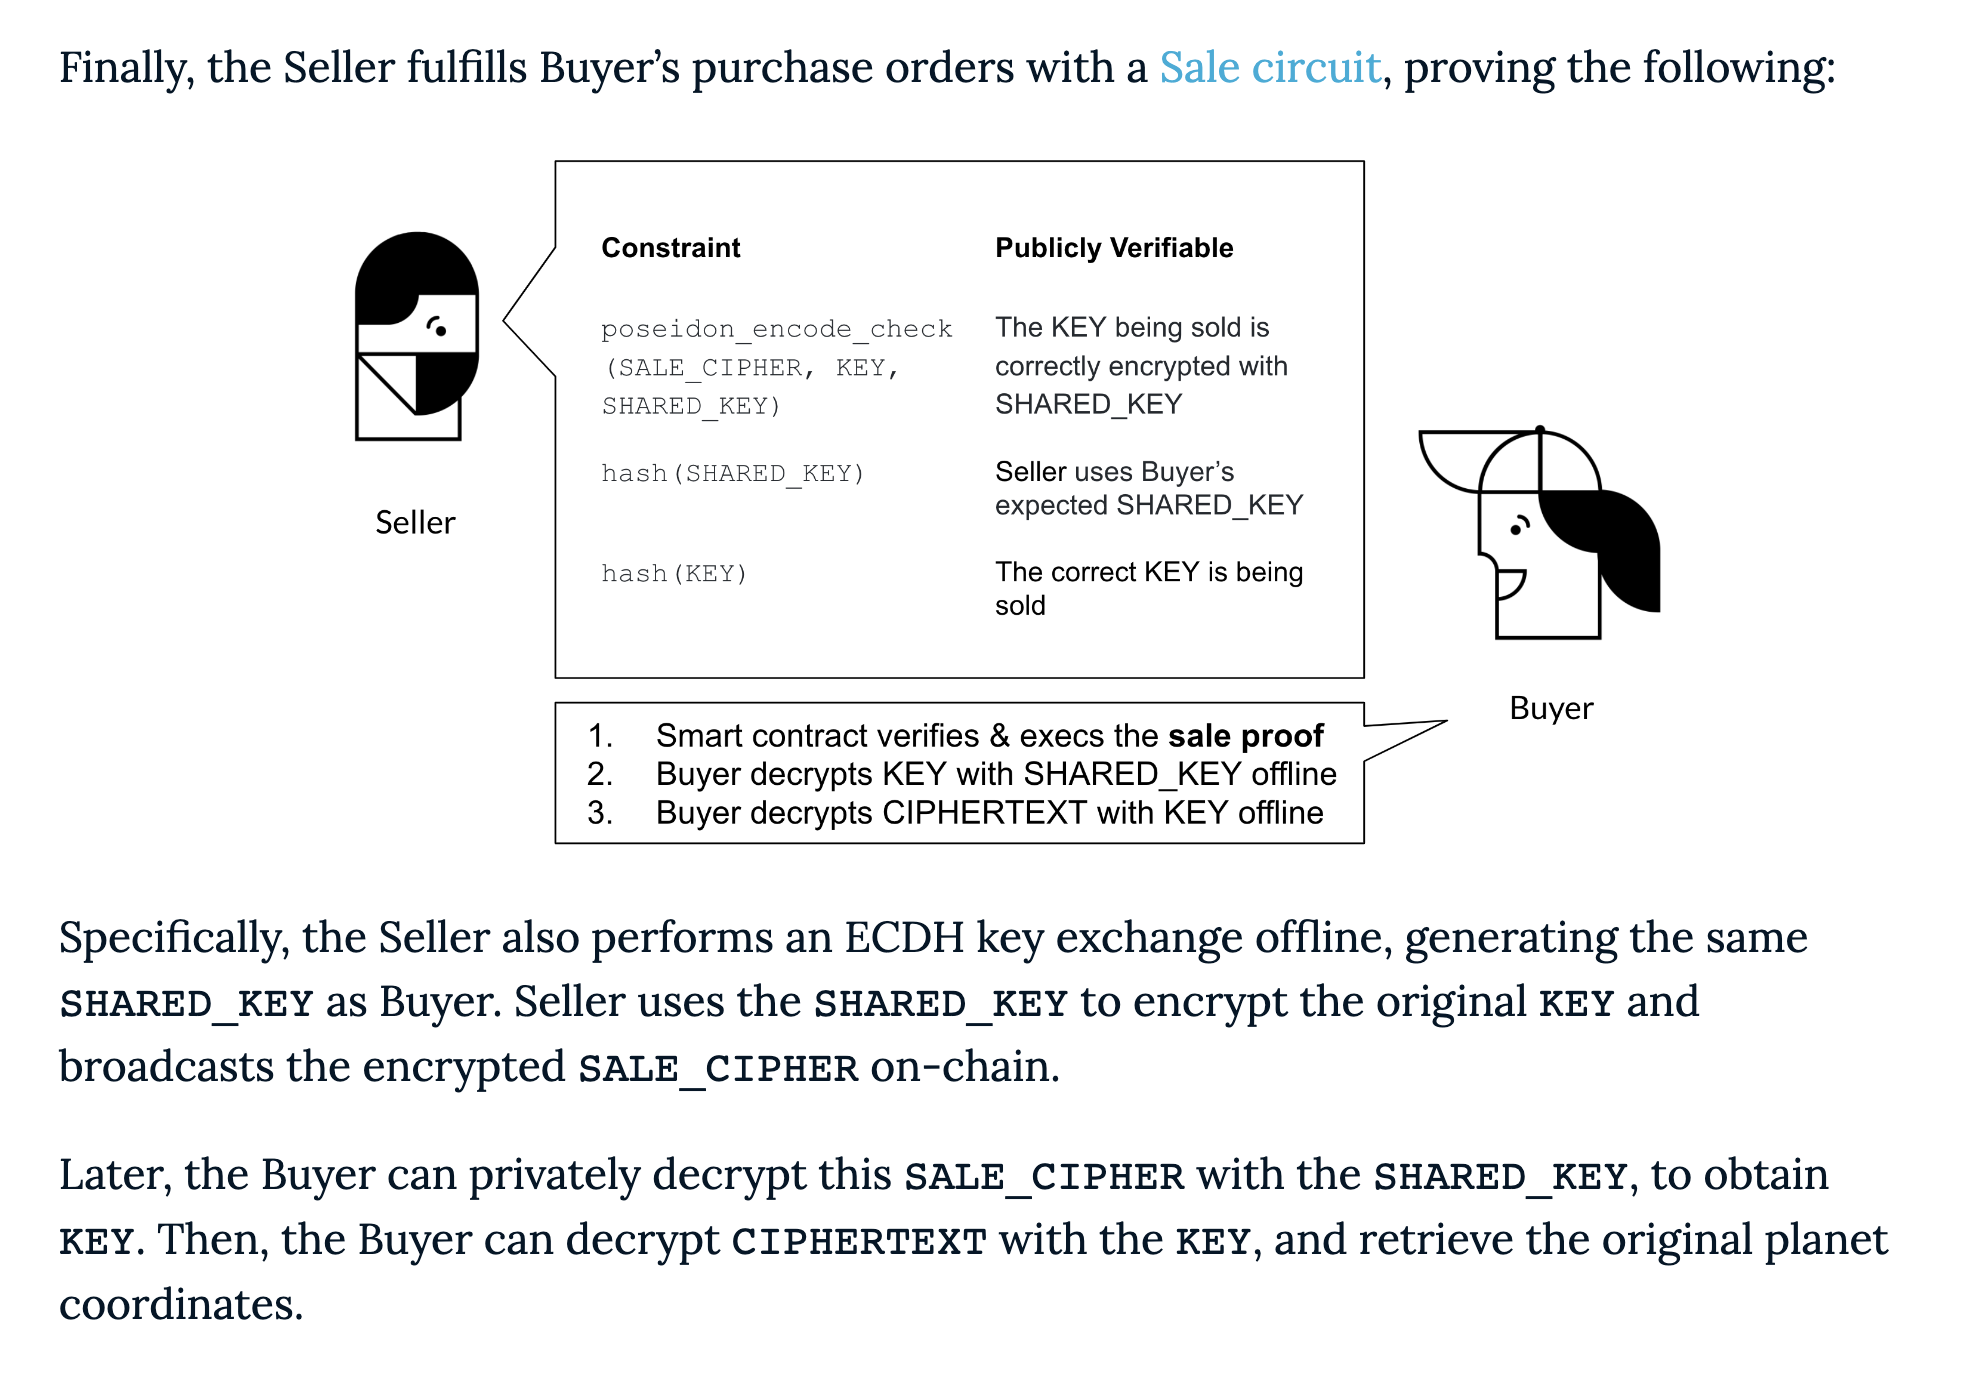 Finally, the Seller fulfills Buyer’s purchase orders with a Sale circuit, proving the following:
Constraint
Publicly Verifiable
poseidon_encode_check
(SALE_CIPHER, KEY,
SHARED_KEY)
The KEY being sold is
correctly encrypted with
SHARED_KEY
hash(SHARED_KEY)
Seller uses Buyer’s
expected SHARED_KEY
hash(KEY)
The correct KEY is being
sold
Seller
Buyer
1. Smart contract verifies & execs the sale proof
2. Buyer decrypts KEY with SHARED_KEY offline
3. Buyer decrypts CIPHERTEXT with KEY offline
Specifically, the Seller also performs an ECDH key exchange offline, generating the same
SHARED_KEY as Buyer. Seller uses the SHARED_KEY to encrypt the original KEY and
broadcasts the encrypted SALE_CIPHER on-chain.
Later, the Buyer can privately decrypt this SALE_CIPHER with the SHARED_KEY, to obtain
KEY. Then, the Buyer can decrypt CIPHERTEXT with the KEY, and retrieve the original planet
coordinates.